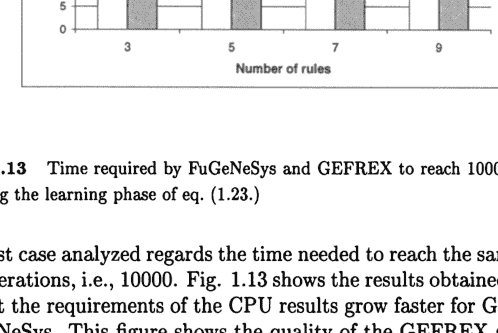 5
0
3 5 7 9
Number of rules
.13 Time required by FuGeNeSys and GEFREX to reach 1000
g the learning phase of eq. (1.23.)
st case analyzed regards the time needed to reach the sa
erations, i.e., 10000. Fig. 1.13 shows the results obtained
t the requirements of the CPU results grow faster for G
NeSys. This figure shows the quality of the GEFREX